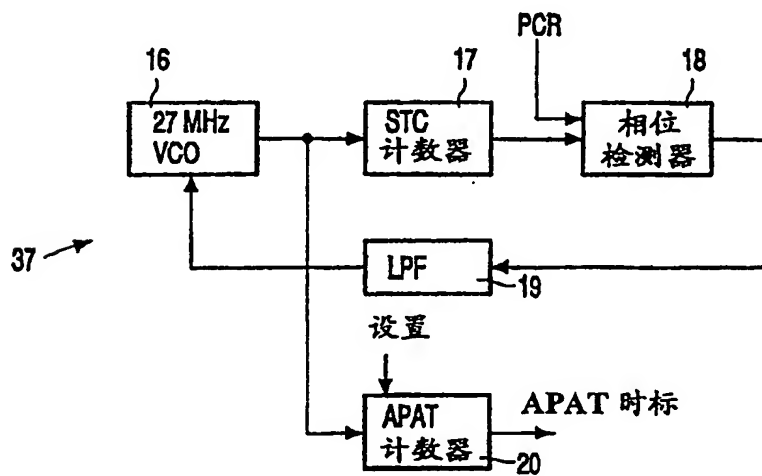 PCR
16
17
18
27 MHz
VCO
STC
计数器
相位
检测器
37
LPF
19
设置
APAT
计数器
20
APAT 时标